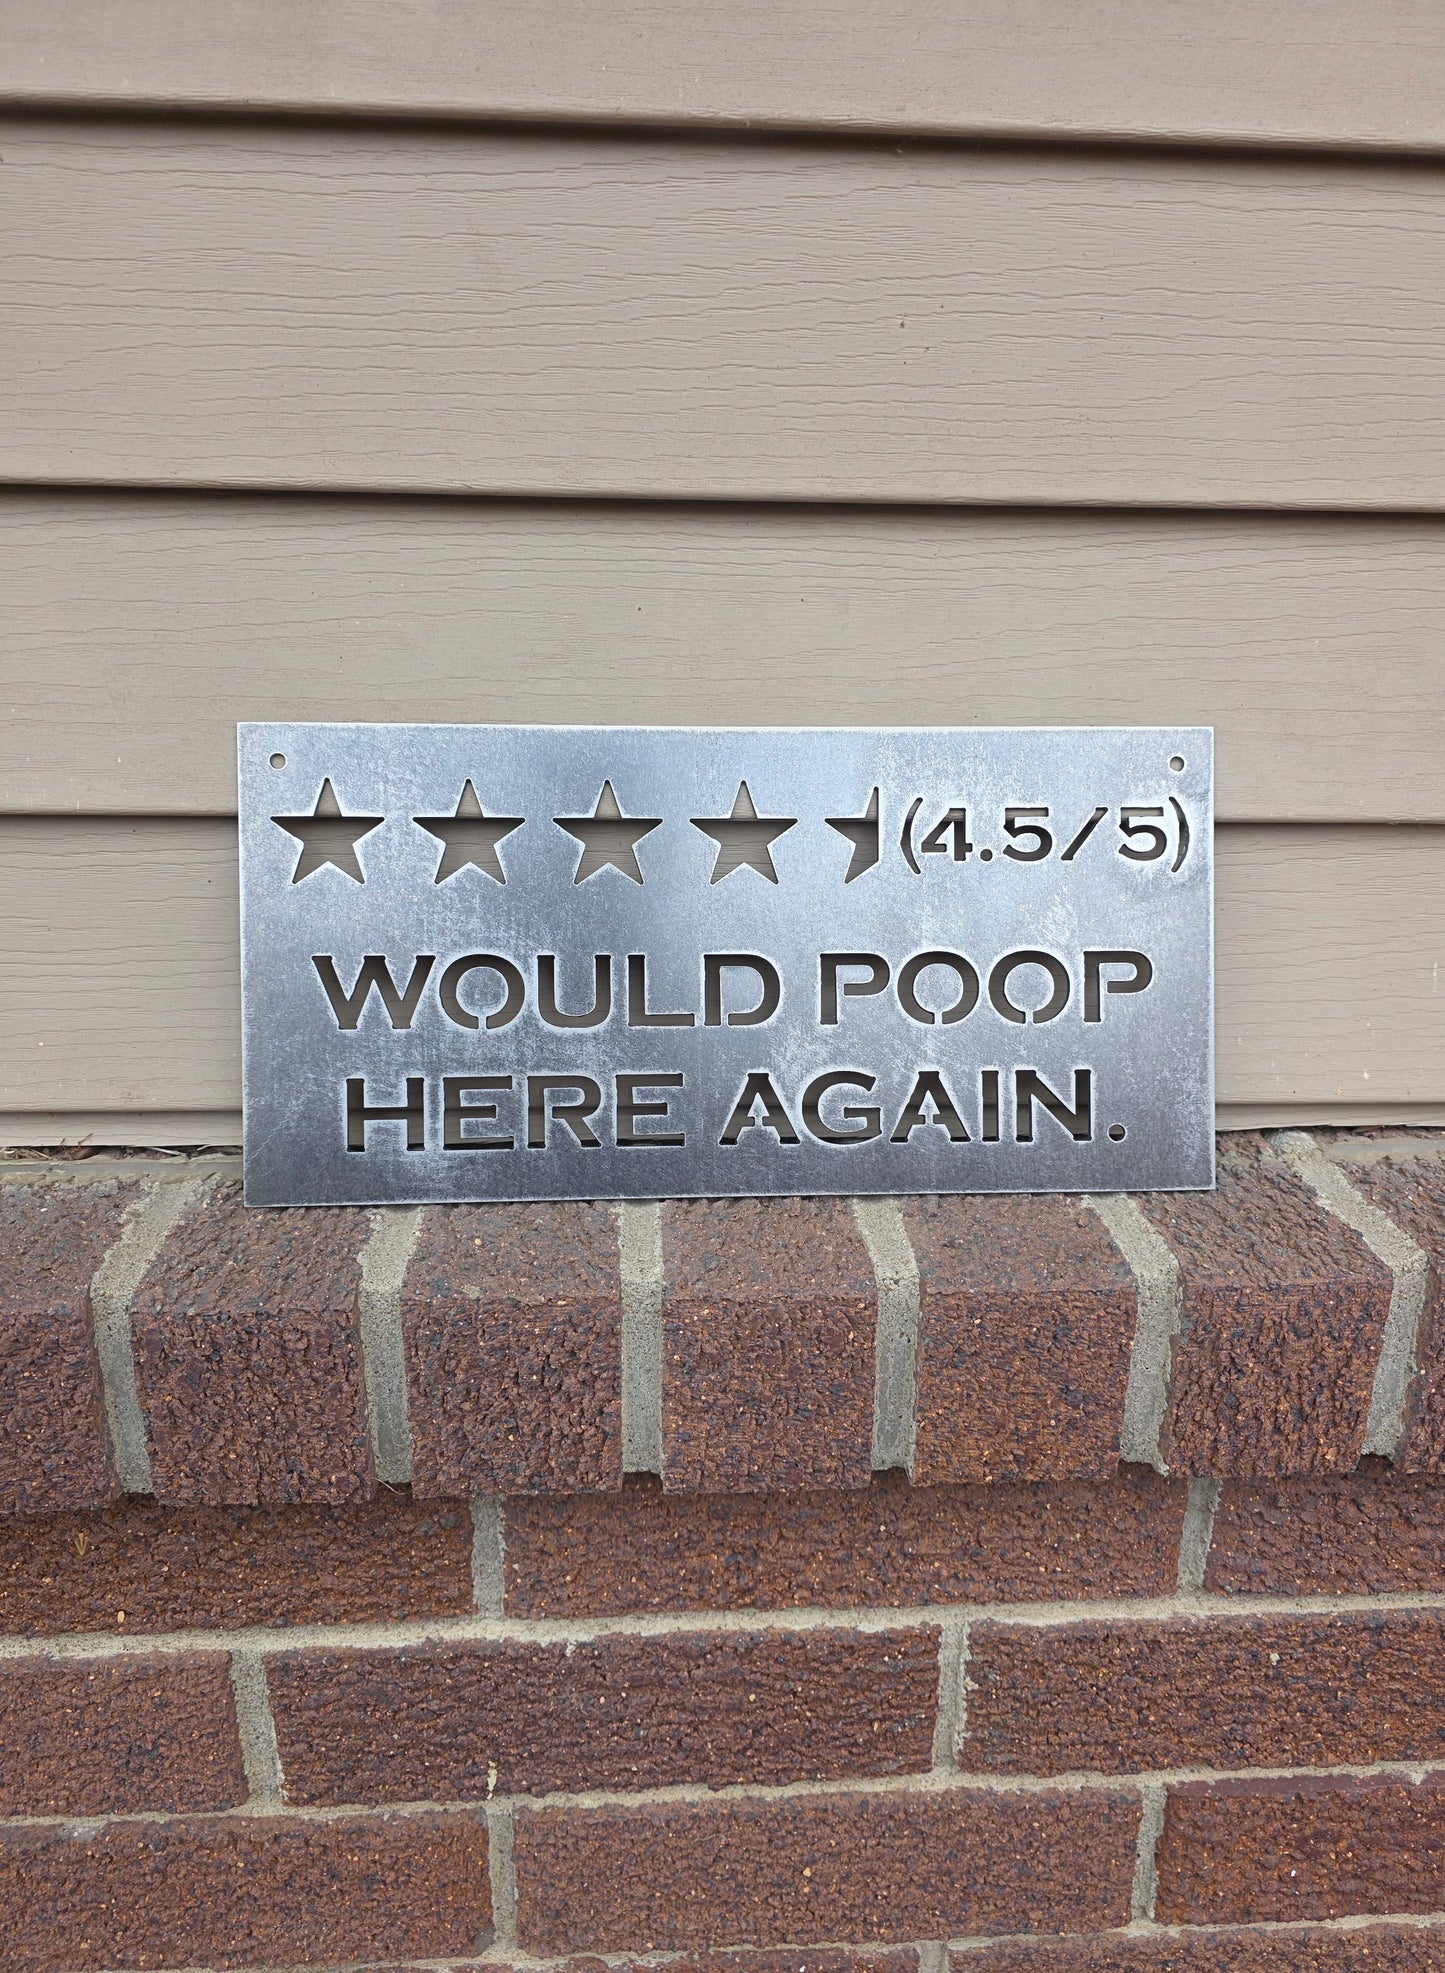 (4.5/5)
WOULD POOP
HERE AGAIN.